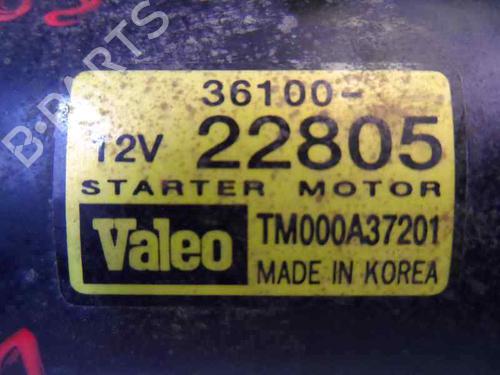 36100-
12V 22805
STARTER MOTOR
Valeo TM000A37201
MADE IN KOREA
B-PARTS